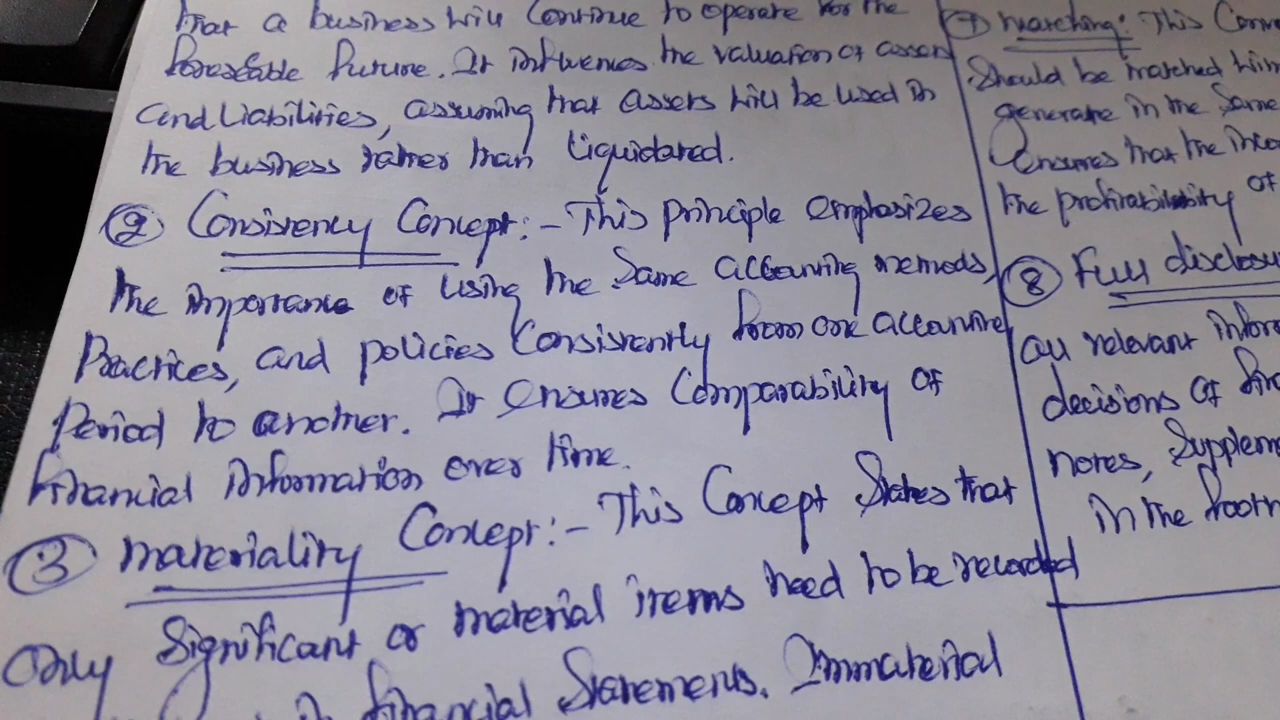 that a business will Continue to operate for the
foreseable future. It influences the valuation of assets
and Liabilities, assuming that assets will be used in
the business rather than Liquidated.
② Consistency Concept:- This principle emphasizes
the importance of using the same accounting methods,
Practices, and policies Consistently from one accounting
Period to another. It ensures Comparability of
financial information over time.
③ materiality Concept:- This Concept States that
only significant or material items need to be recorded
in financial Statements. Immaterial
⑦ matching: This
should be matched
generate in the same
ensures that the
the profitability of
⑧ Full
all relevant
decisions of
notes,
in the